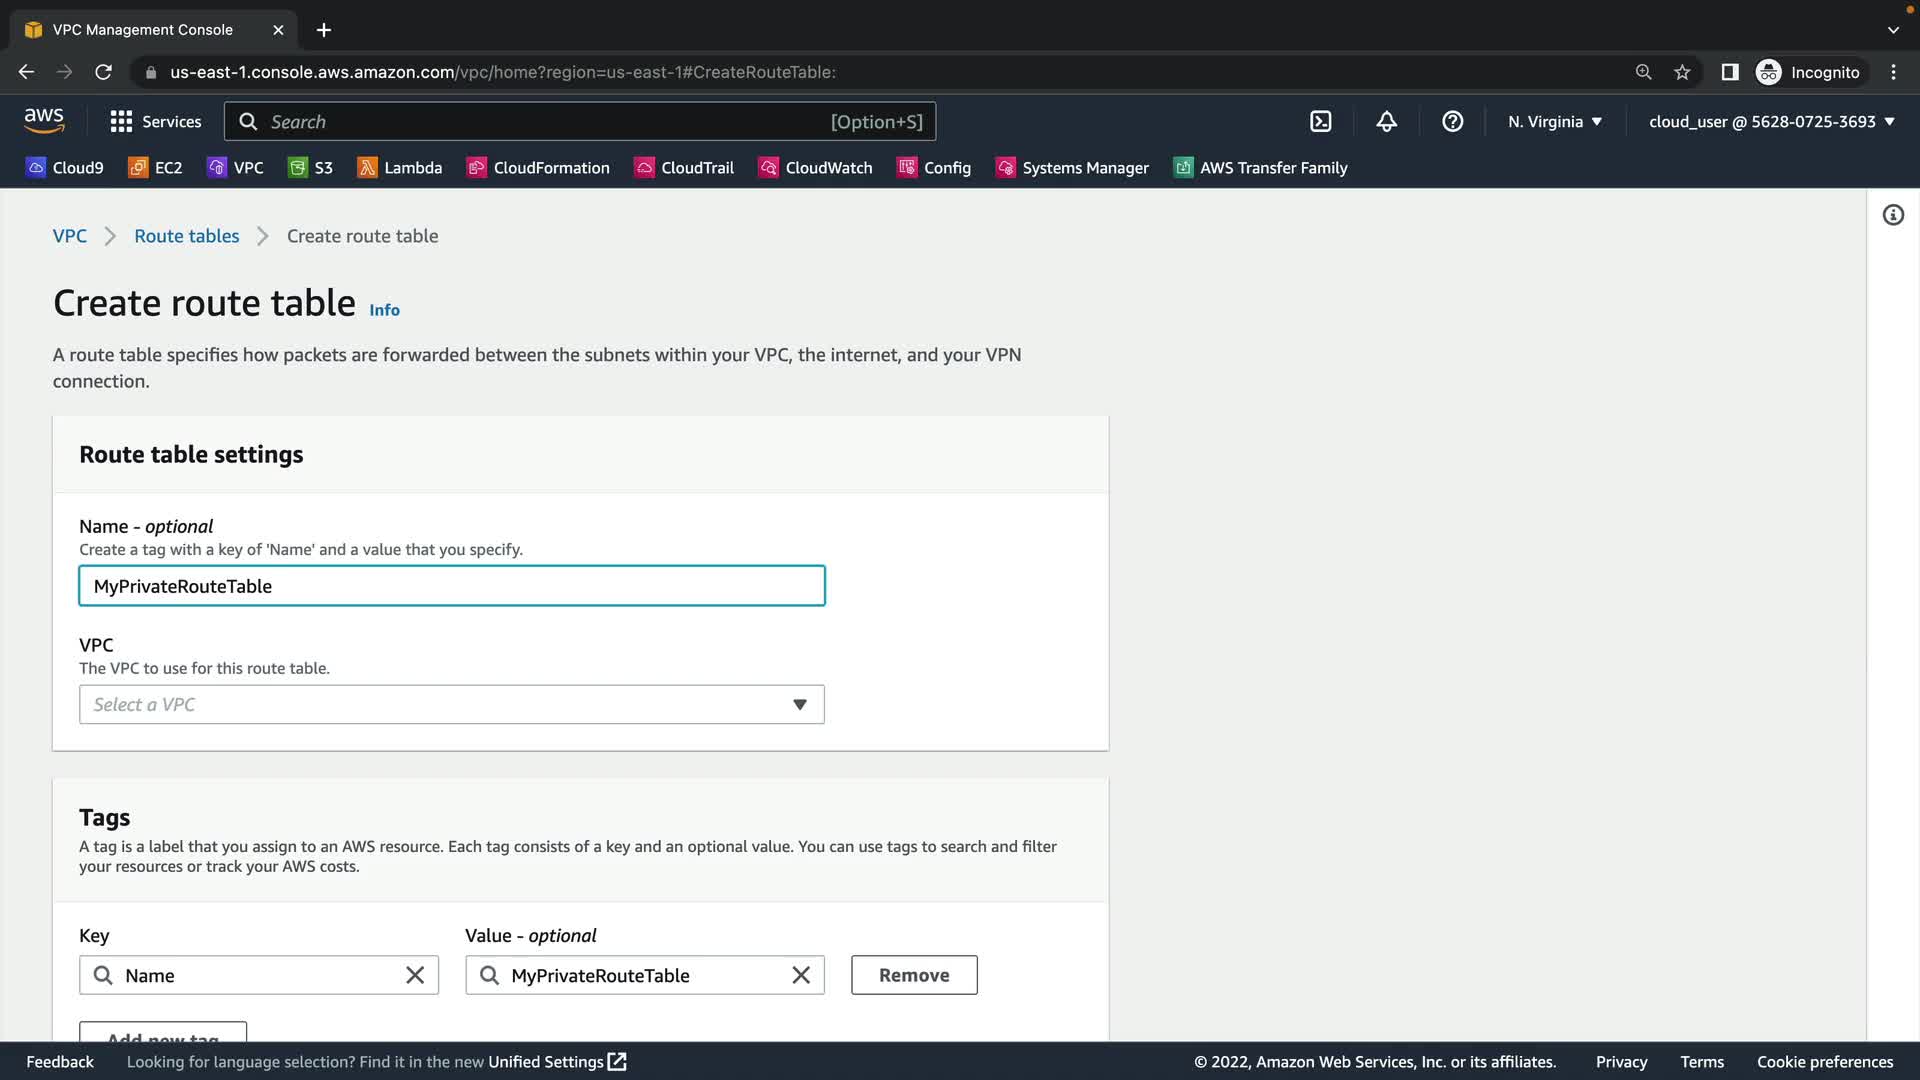 VPC Management Console
us-east-1.console.aws.amazon.com/vpc/home?region=us-east-1#CreateRouteTable:
Incognito
aws
Services
Search
[Option+S]
N. Virginia
cloud_user @ 5628-0725-3693
Cloud9
EC2
VPC
S3
Lambda
CloudFormation
CloudTrail
CloudWatch
Config
Systems Manager
AWS Transfer Family
VPC
Route tables
Create route table
Create route table
Info
A route table specifies how packets are forwarded between the subnets within your VPC, the internet, and your VPN
connection.
Route table settings
Name - optional
Create a tag with a key of 'Name' and a value that you specify.
MyPrivateRouteTable
VPC
The VPC to use for this route table.
Select a VPC
Tags
A tag is a label that you assign to an AWS resource. Each tag consists of a key and an optional value. You can use tags to search and filter
your resources or track your AWS costs.
Key
Value - optional
Name
MyPrivateRouteTable
Remove
Add new tag
Feedback
Looking for language selection? Find it in the new Unified Settings
© 2022, Amazon Web Services, Inc. or its affiliates.
Privacy
Terms
Cookie preferences